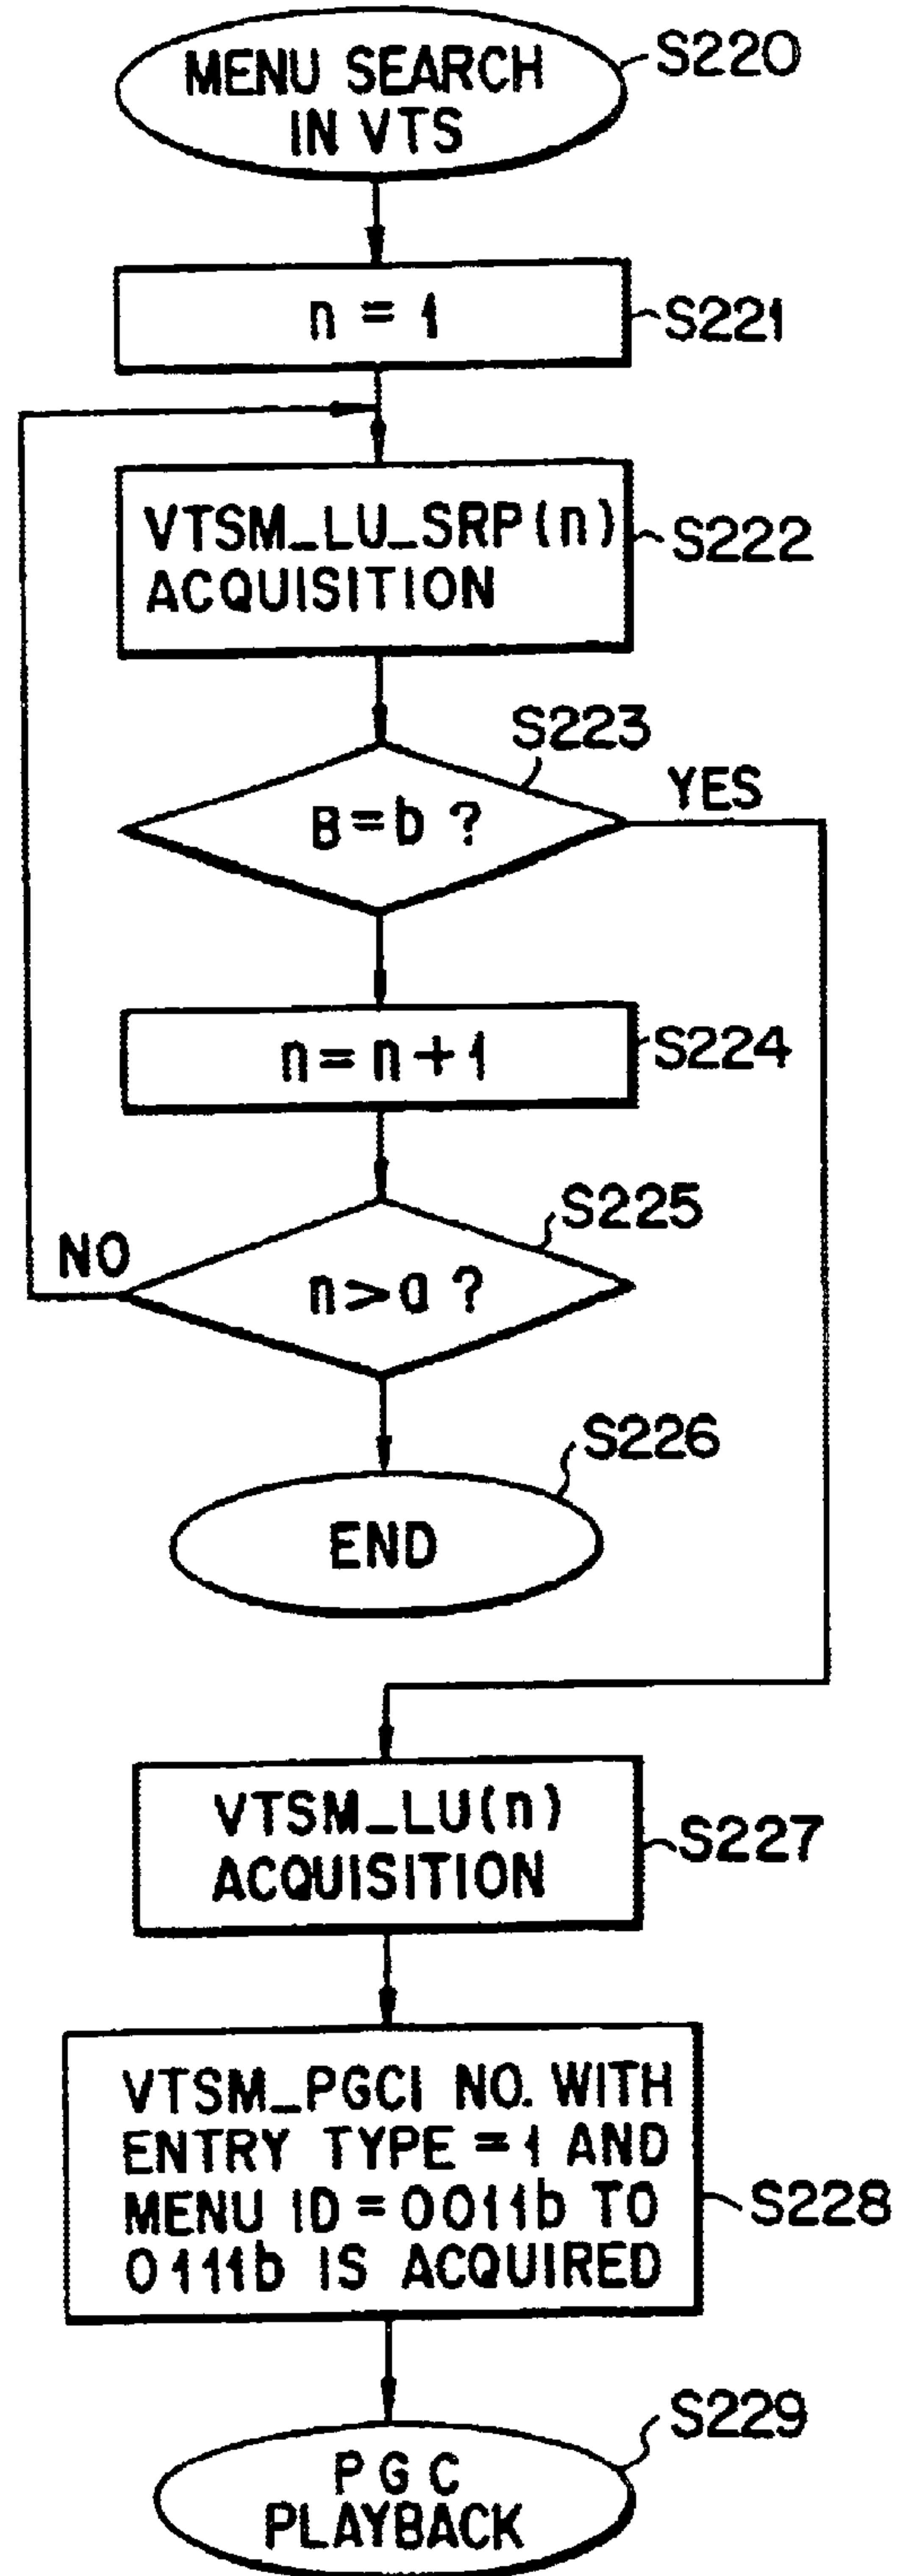 MENU SEARCH
IN VTS
S220
n = 1
S221
VTSM_LU_SRP(n)
ACQUISITION
S222
S223
B=b ?
YES
n=n+1
S224
S225
NO
n>a ?
S226
END
VTSM_LU(n)
ACQUISITION
S227
VTSM_PGCI NO. WITH
ENTRY TYPE =1 AND
MENU ID = 0011b TO
0111b IS ACQUIRED
S228
S229
PGC
PLAYBACK